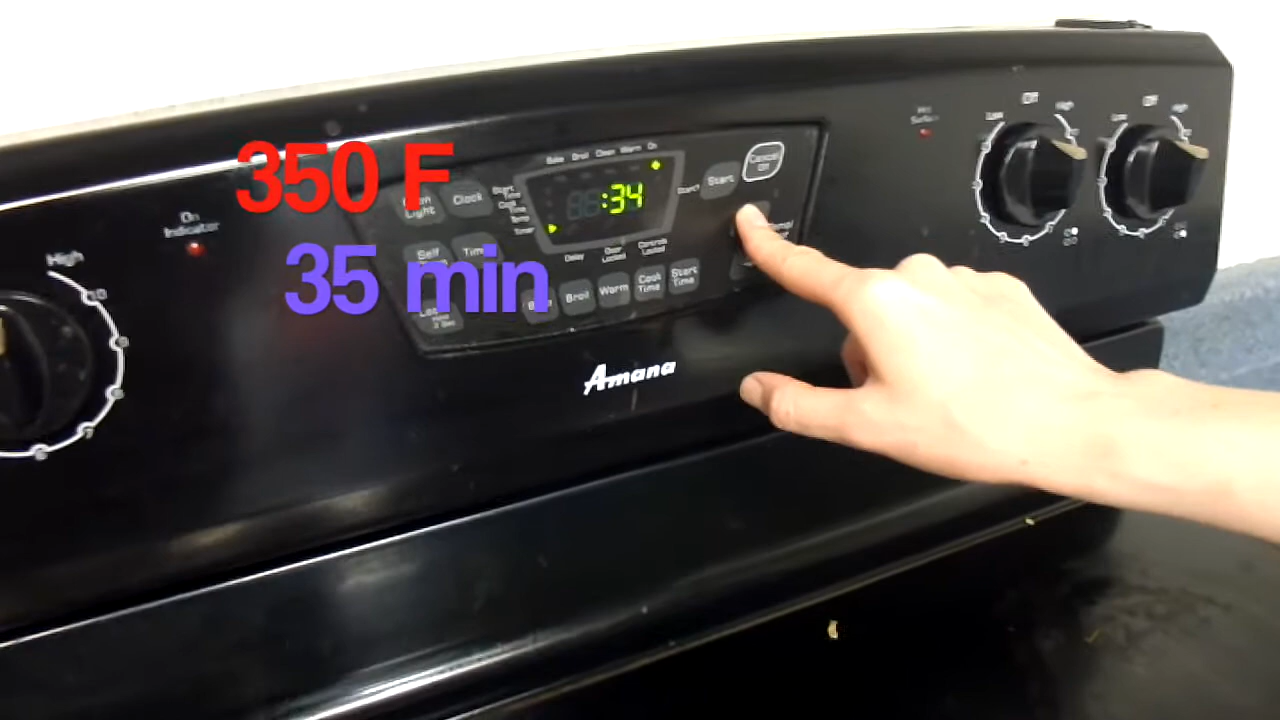 350 F
35 min
High
On
Indicator
Light
Clock
Start
Time
Cook
Time
Temp
Timer
Bake Broil Clean Warm On
:34
Start?
Start
Cancel
Off
Delay
Door
Locked
Controls
Locked
Self
Broil
Warm
Cook
Time
Start
Time
Amana
Hot
Surface
Low
Off
High
Low
Off
High